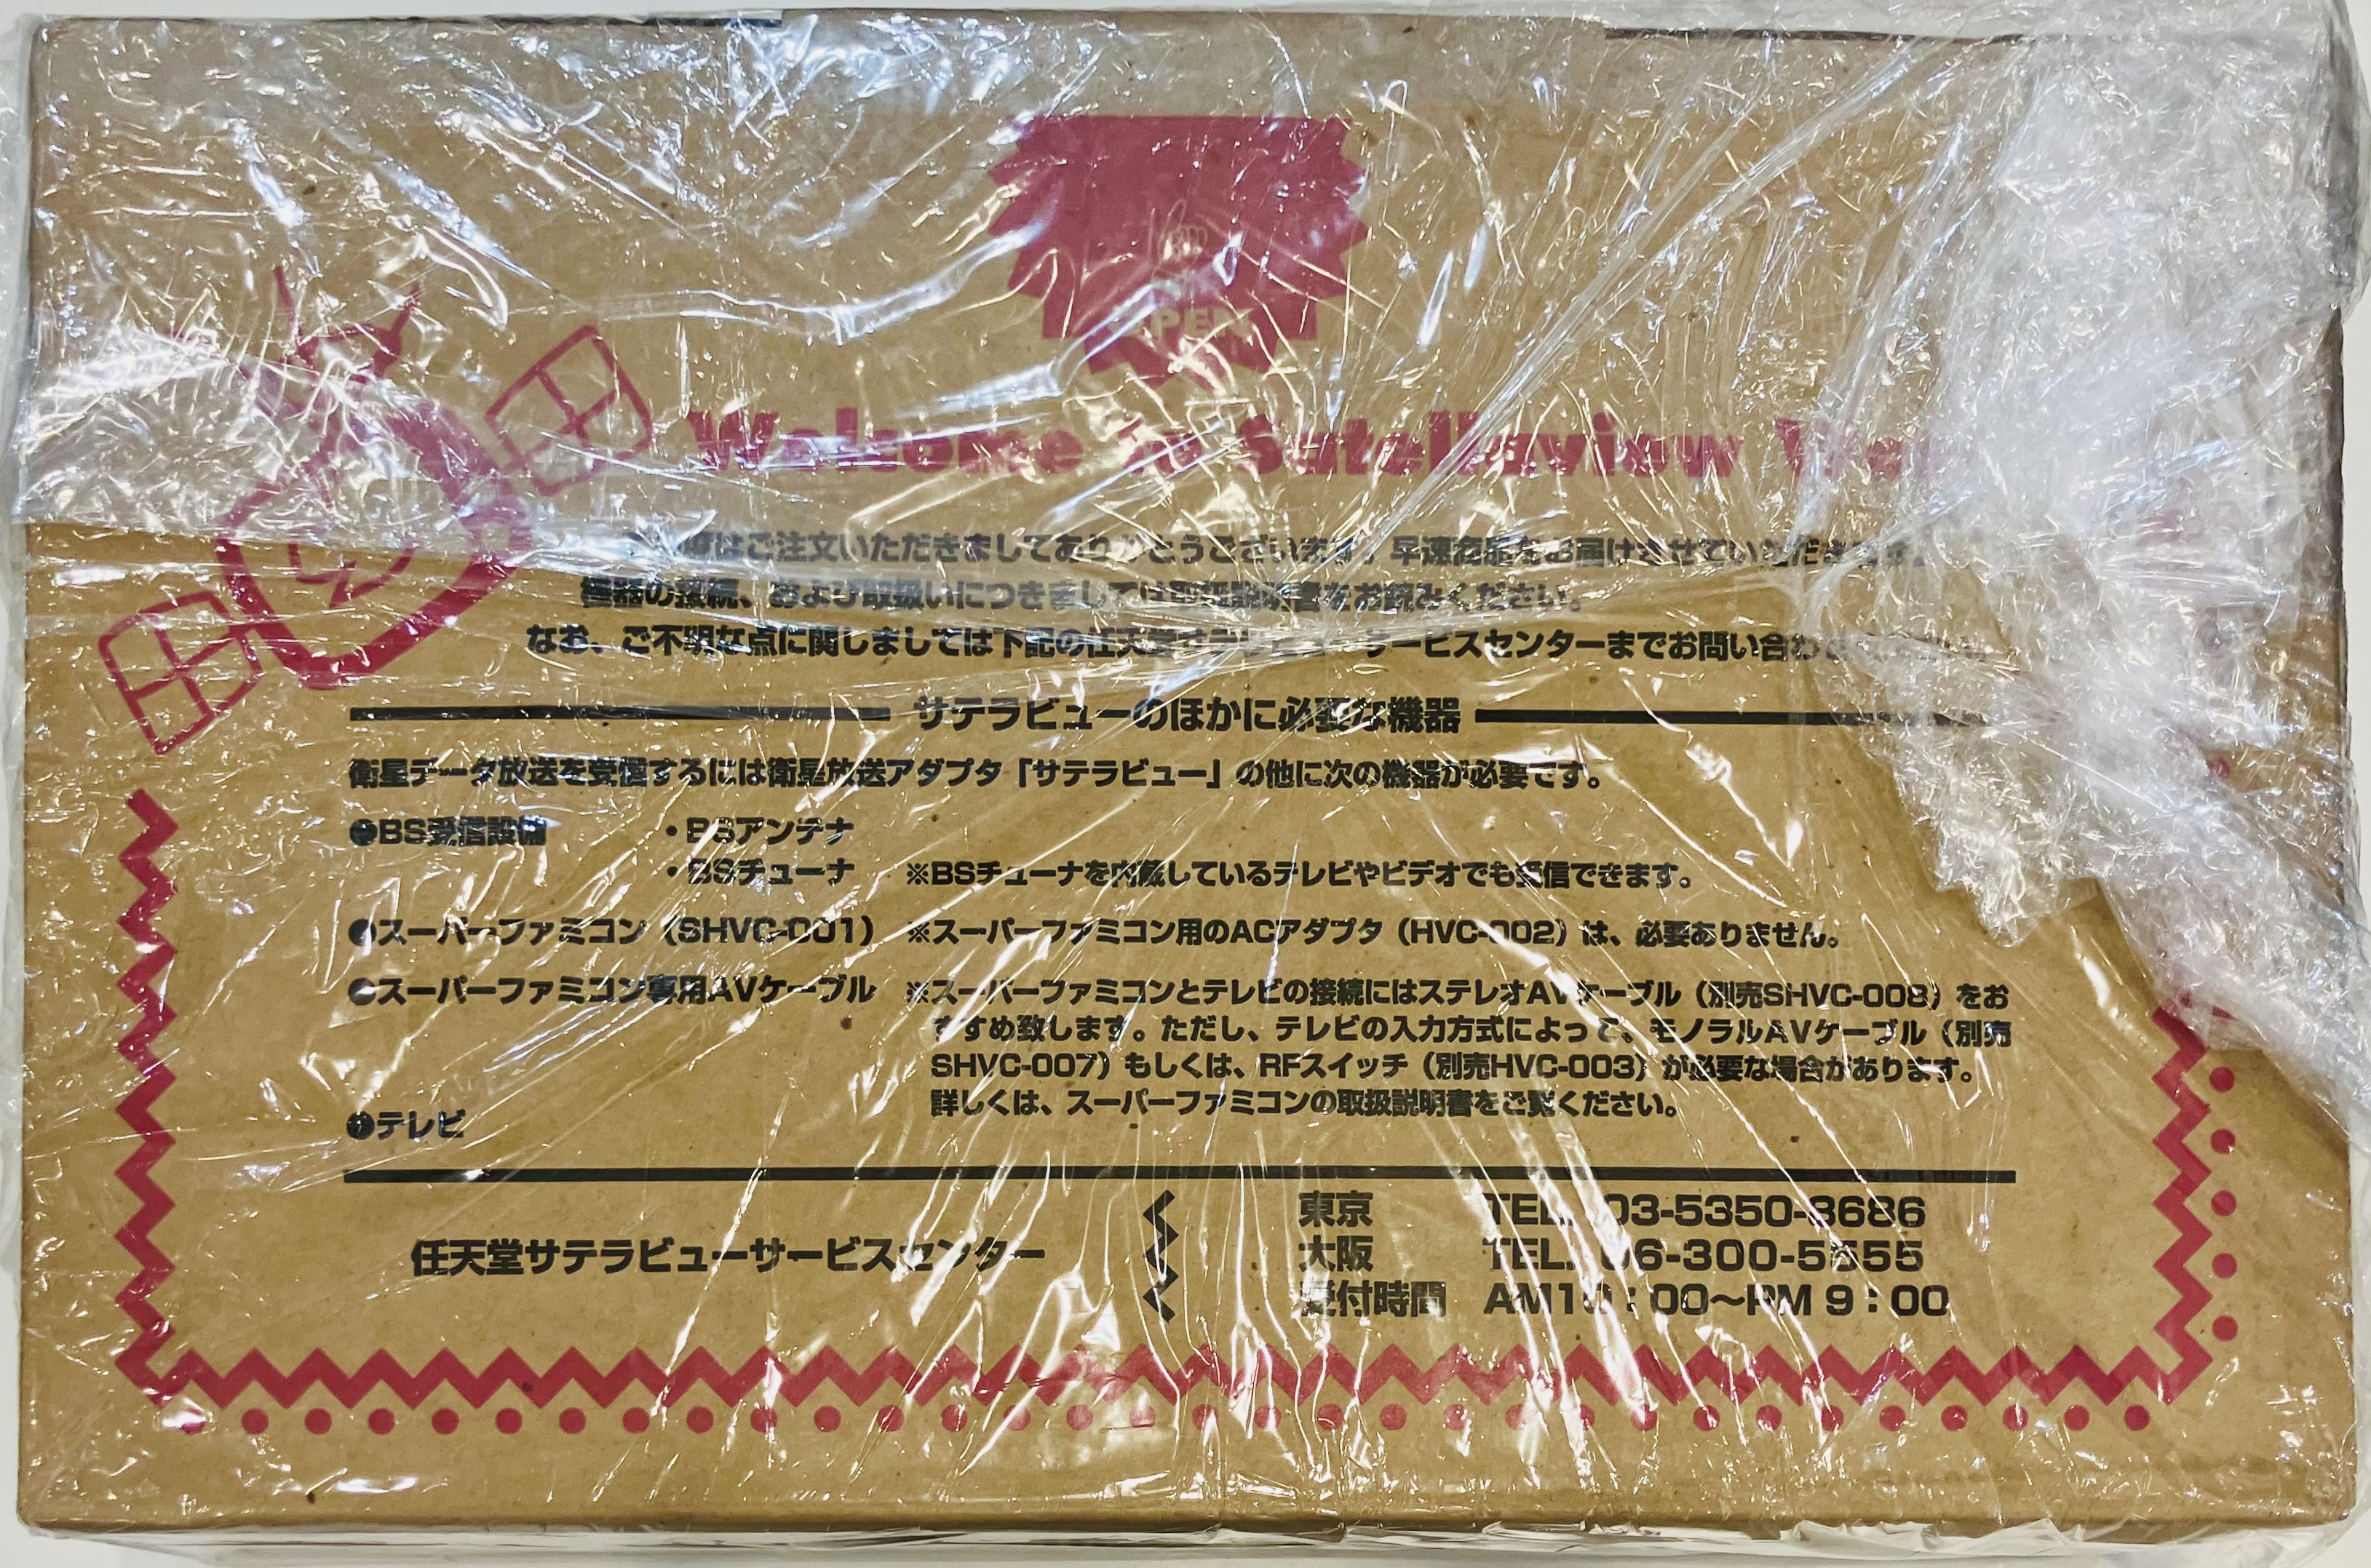 OPEN
Welcome to Satellaview
度はご注文いただきましてありがとうございます。早速商品をお届けさせていただきます。
機器の接続、および取扱いにつきましては取扱説明書をお読みください。
なお、ご不明な点に関しましては下記の任天堂サテラビューサービスセンターまでお問い合わせください。
サテラビューのほかに必要な機器
衛星データ放送を受信するには衛星放送アダプタ「サテラビュー」の他に次の機器が必要です。
●BS受信設備 ・BSアンテナ
・BSチューナ ※BSチューナを内蔵しているテレビやビデオでも受信できます。
●スーパーファミコン（SHVC-001） ※スーパーファミコン用のACアダプタ（HVC-002）は、必要ありません。
●スーパーファミコン専用AVケーブル ※スーパーファミコンとテレビの接続にはステレオAVケーブル（別売SHVC-008）をお
すすめ致します。ただし、テレビの入力方式によって、モノラルAVケーブル（別売
SHVC-007）もしくは、RFスイッチ（別売HVC-003）が必要な場合があります。
詳しくは、スーパーファミコンの取扱説明書をご覧ください。
●テレビ
任天堂サテラビューサービスセンター
東京 TEL. 03-5350-8686
大阪 TEL. 06-300-5555
受付時間 AM10：00〜PM 9：00